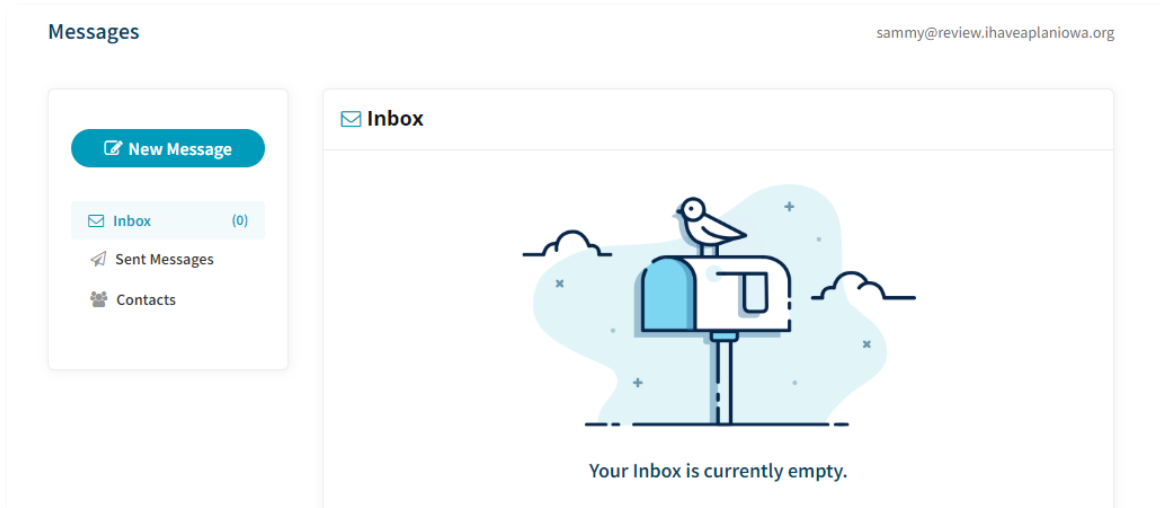 Messages
sammy@review.ihaveaplaniowa.org
New Message
Inbox (0)
Sent Messages
Contacts
Inbox
Your Inbox is currently empty.